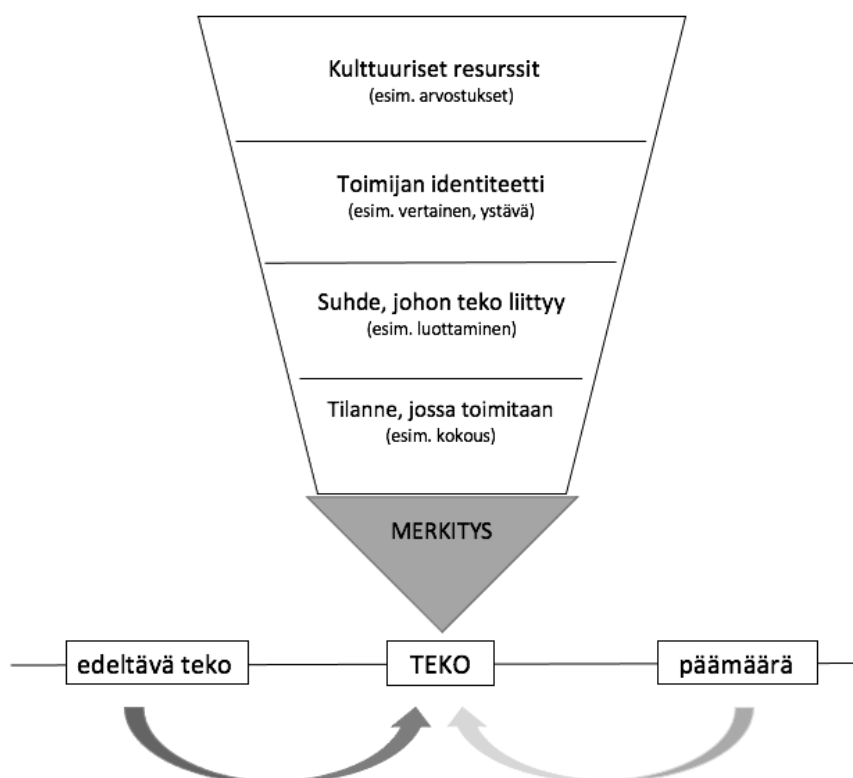 Kulttuuriset resurssit
(esim. arvostukset)
Toimijan identiteetti
(esim. vertainen, ystävä)
Suhde, johon teko liittyy
(esim. luottaminen)
Tilanne, jossa toimitaan
(esim. kokous)
MERKITYS
edeltävä teko
TEKO
päämäärä